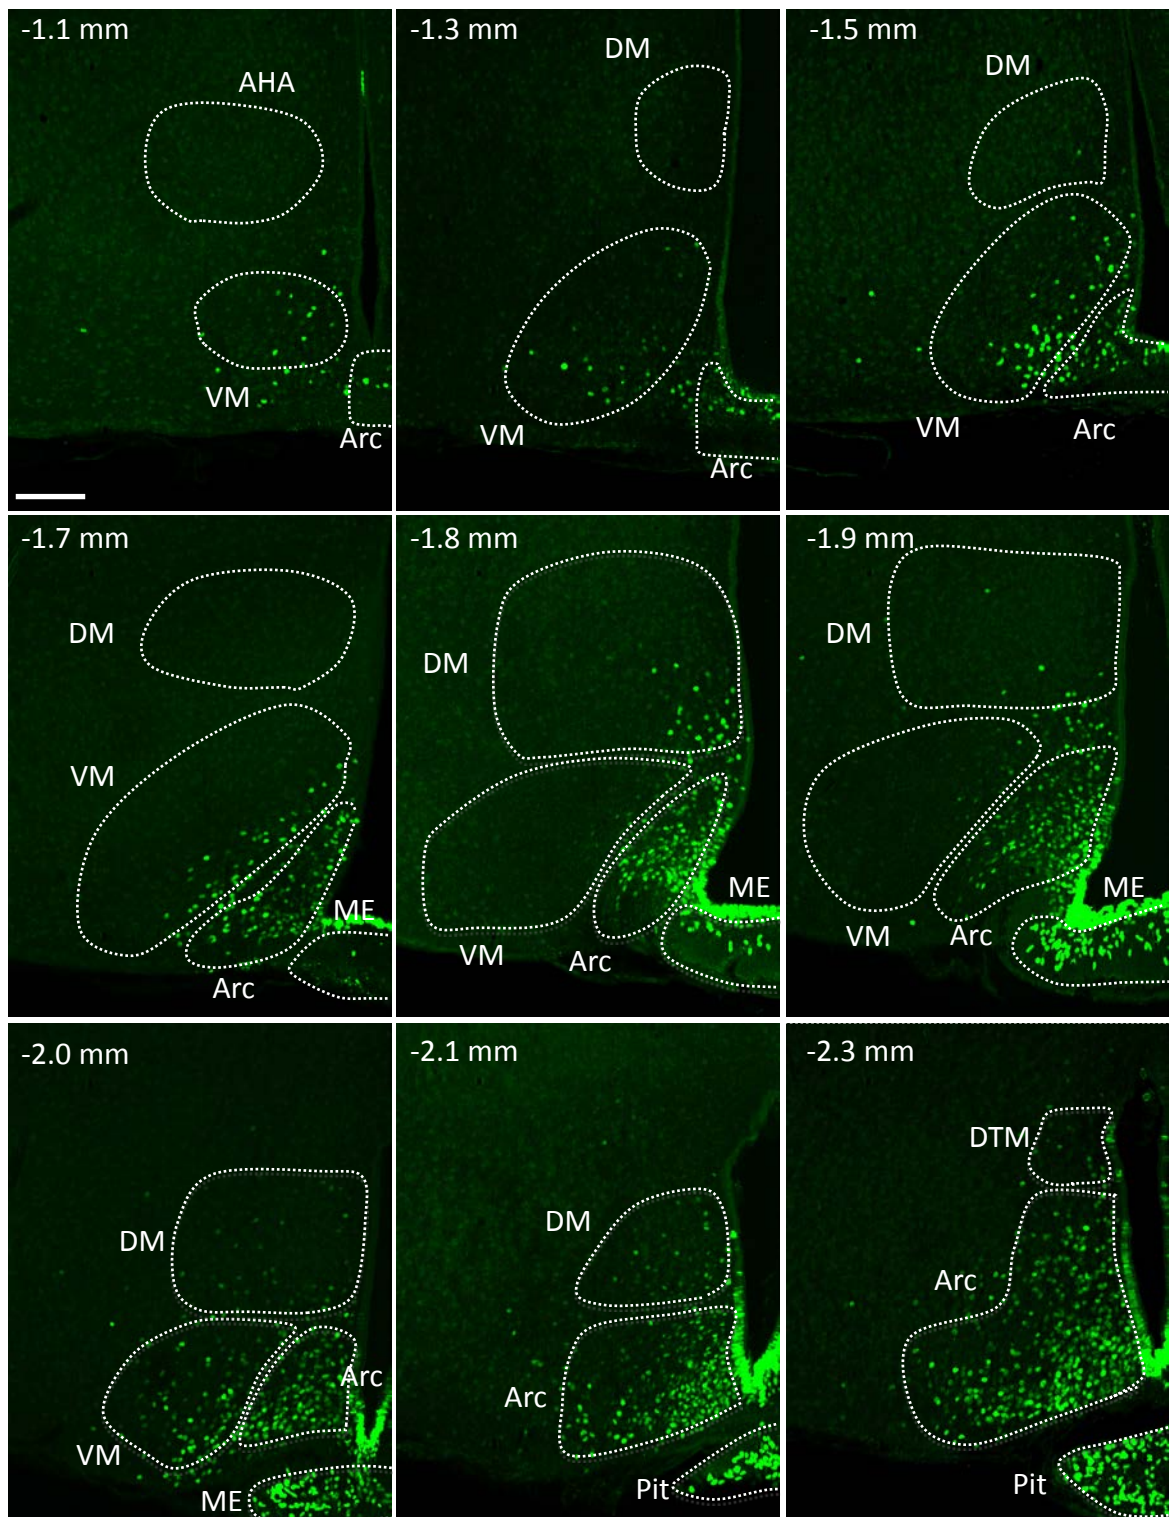 -1.1 mm
AHA
VM
Arc
-1.3 mm
DM
VM
Arc
-1.5 mm
DM
VM
Arc
-1.7 mm
DM
VM
ME
Arc
-1.8 mm
DM
ME
VM
Arc
-1.9 mm
DM
ME
VM
Arc
-2.0 mm
DM
Arc
VM
ME
-2.1 mm
DM
Arc
Pit
-2.3 mm
DTM
Arc
Pit